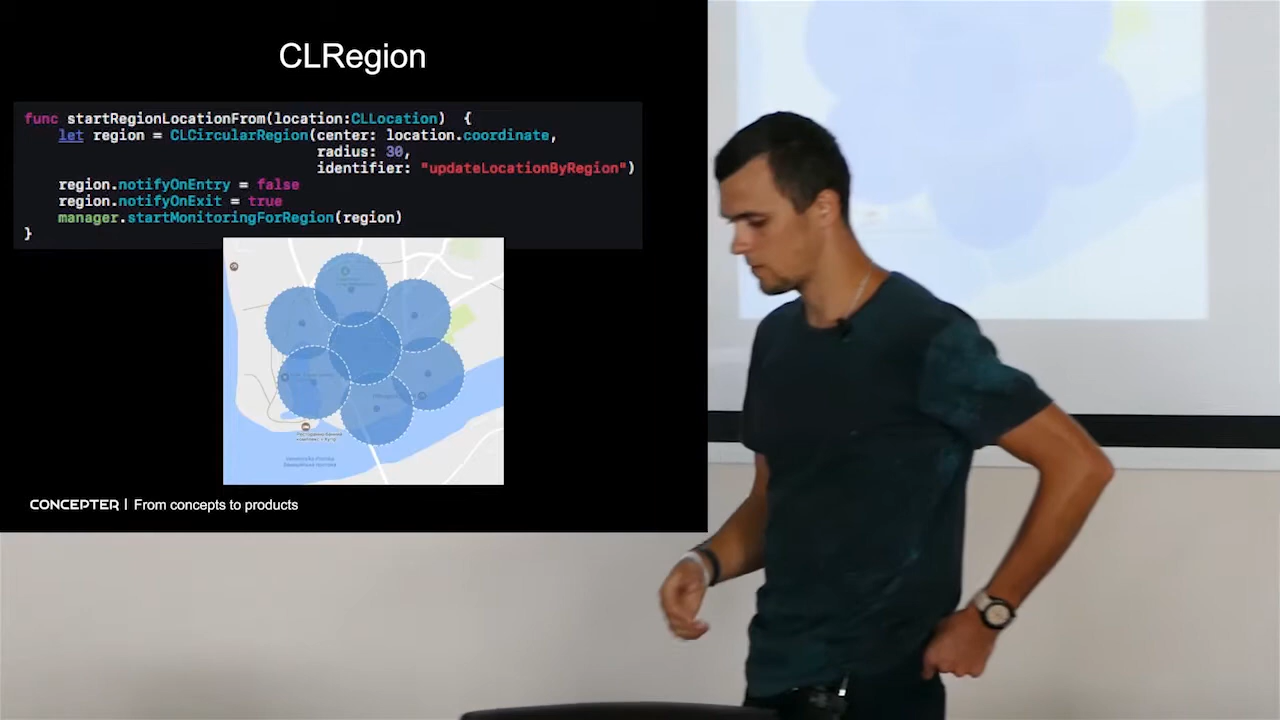 CLRegion
func startRegionLocationFrom(location:CLLocation) {
let region = CLCircularRegion(center: location.coordinate,
radius: 30,
identifier: "updateLocationByRegion")
region.notifyOnEntry = false
region.notifyOnExit = true
manager.startMonitoringForRegion(region)
}
CONCEPTER | From concepts to products